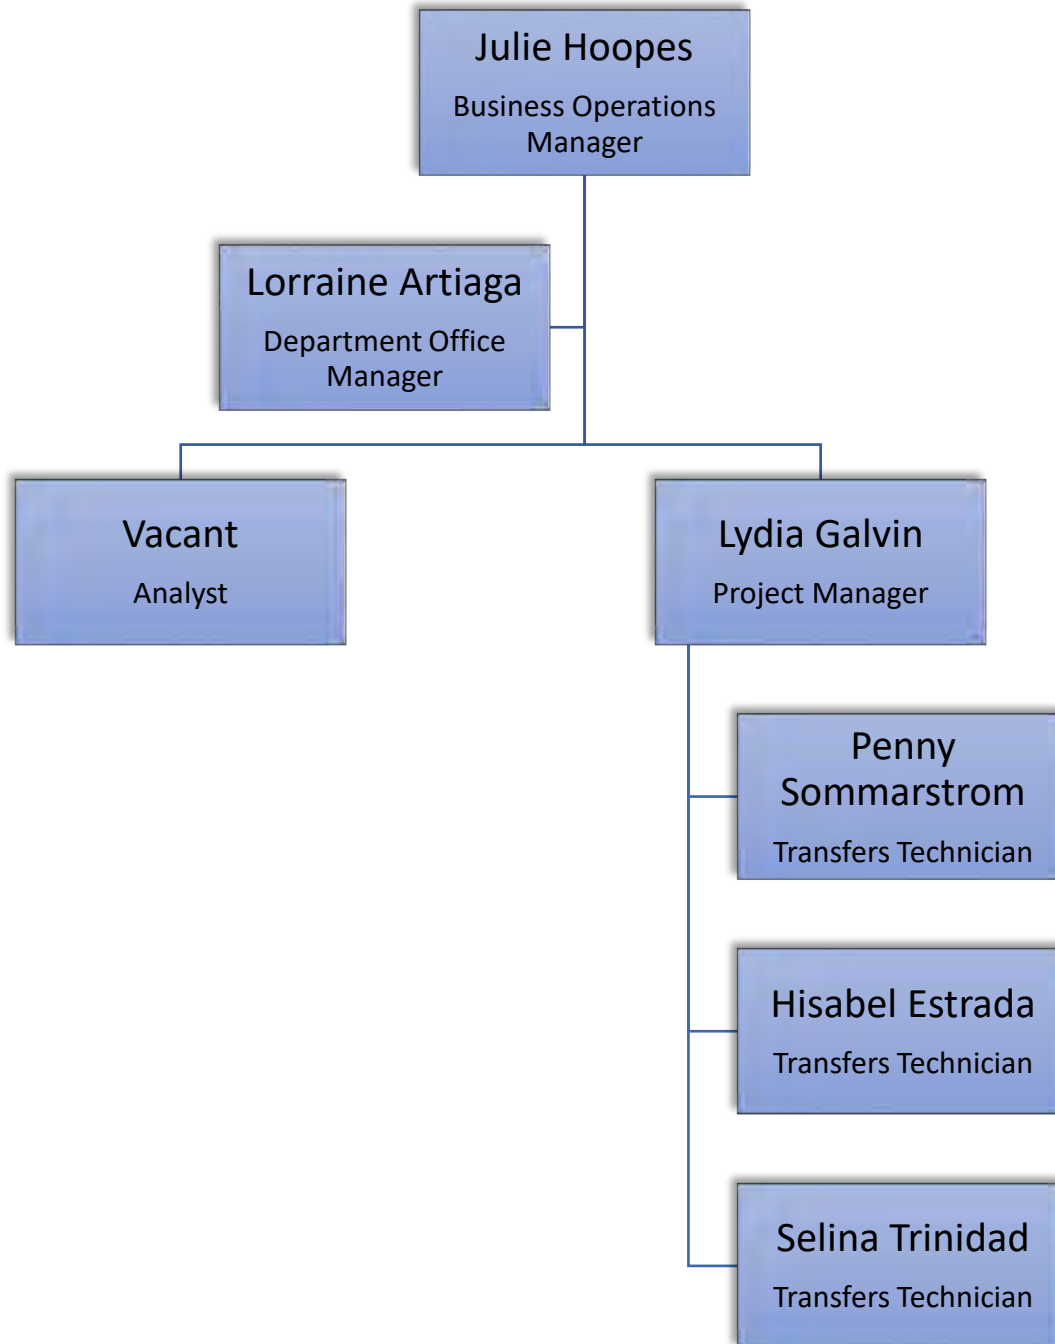 Julie Hoopes
Business Operations
Manager
Lorraine Artiaga
Department Office
Manager
Vacant
Analyst
Lydia Galvin
Project Manager
Penny
Sommarstrom
Transfers Technician
Hisabel Estrada
Transfers Technician
Selina Trinidad
Transfers Technician